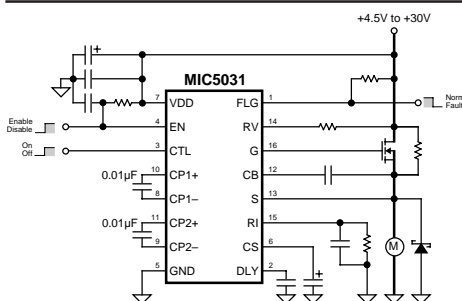 +4.5V to +30V
MIC5031
7 VDD FLG 1
Enable
Disable
4 EN RV 14
On
Off
3 CTL G 16
10 CP1+ CB 12
0.01µF
8 CP1– S 13
11 CP2+ RI 15
0.01µF
9 CP2– CS 6
5 GND DLY 2
Fault
M